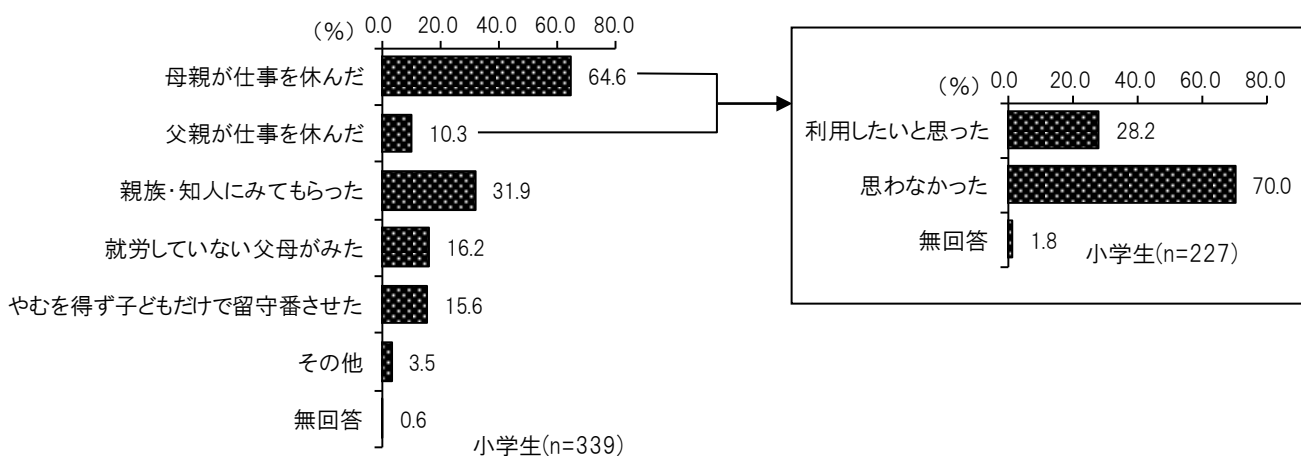 (%) 0.0 20.0 40.0 60.0 80.0
母親が仕事を休んだ 64.6
父親が仕事を休んだ 10.3
親族・知人にみてもらった 31.9
就労していない父母がみた 16.2
やむを得ず子どもだけで留守番させた 15.6
その他 3.5
無回答 0.6
小学生(n=339)
(%) 0.0 20.0 40.0 60.0 80.0
利用したいと思った 28.2
思わなかった 70.0
無回答 1.8
小学生(n=227)